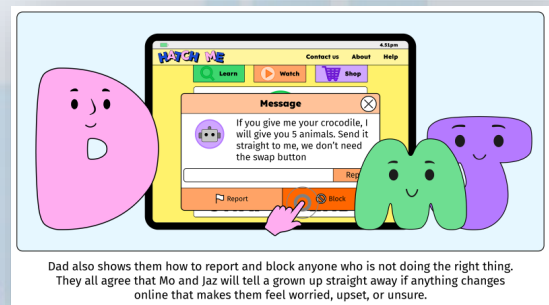 4.51pm
HATCH ME
Contact us About Help
Learn Watch Shop
Message
If you give me your crocodile, I
will give you 5 animals. Send it
straight to me, we don't need
the swap button
Report Block
Dad also shows them how to report and block anyone who is not doing the right thing.
They all agree that Mo and Jaz will tell a grown up straight away if anything changes
online that makes them feel worried, upset, or unsure.